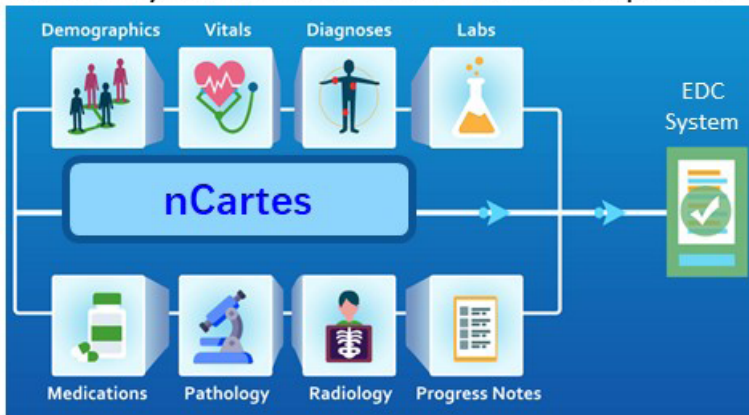 Demographics Vitals Diagnoses Labs
EDC
System
nCartes
Medications Pathology Radiology Progress Notes